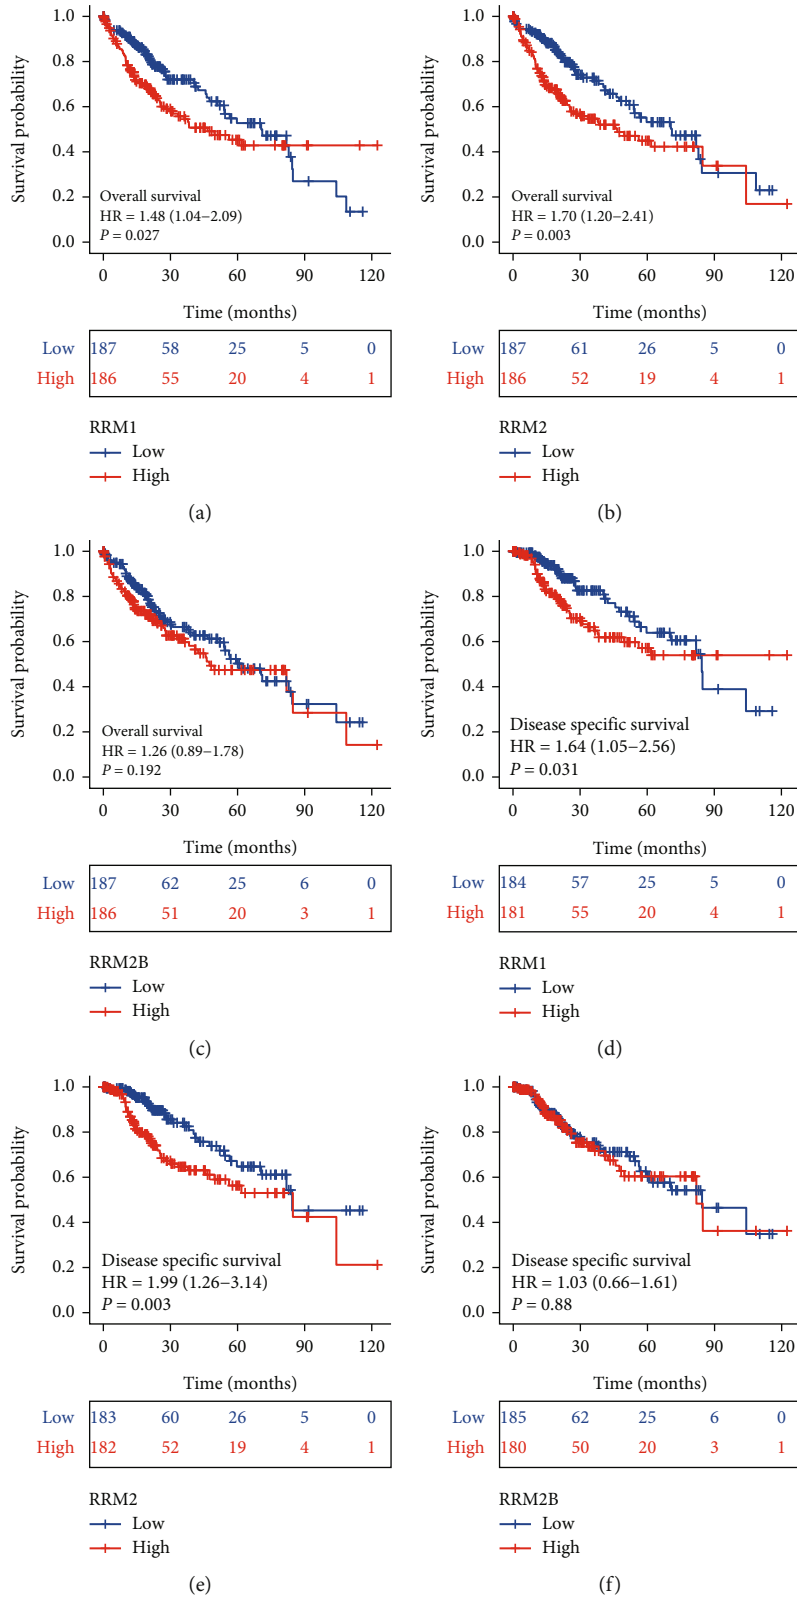 Survival probability
1.0
0.8
0.6
0.4
0.2
0.0
Overall survival
HR = 1.48 (1.04−2.09)
P = 0.027
0 30 60 90 120
Time (months)
Low 187 58 25 5 0
High 186 55 20 4 1
RRM1
Low
High
(a)
Survival probability
1.0
0.8
0.6
0.4
0.2
0.0
Overall survival
HR = 1.70 (1.20−2.41)
P = 0.003
0 30 60 90 120
Time (months)
Low 187 61 26 5 0
High 186 52 19 4 1
RRM2
Low
High
(b)
Survival probability
1.0
0.8
0.6
0.4
0.2
0.0
Overall survival
HR = 1.26 (0.89−1.78)
P = 0.192
0 30 60 90 120
Time (months)
Low 187 62 25 6 0
High 186 51 20 3 1
RRM2B
Low
High
(c)
Survival probability
1.0
0.8
0.6
0.4
0.2
0.0
Disease specific survival
HR = 1.64 (1.05−2.56)
P = 0.031
0 30 60 90 120
Time (months)
Low 184 57 25 5 0
High 181 55 20 4 1
RRM1
Low
High
(d)
Survival probability
1.0
0.8
0.6
0.4
0.2
0.0
Disease specific survival
HR = 1.99 (1.26−3.14)
P = 0.003
0 30 60 90 120
Time (months)
Low 183 60 26 5 0
High 182 52 19 4 1
RRM2
Low
High
(e)
Survival probability
1.0
0.8
0.6
0.4
0.2
0.0
Disease specific survival
HR = 1.03 (0.66−1.61)
P = 0.88
0 30 60 90 120
Time (months)
Low 185 62 25 6 0
High 180 50 20 3 1
RRM2B
Low
High
(f)